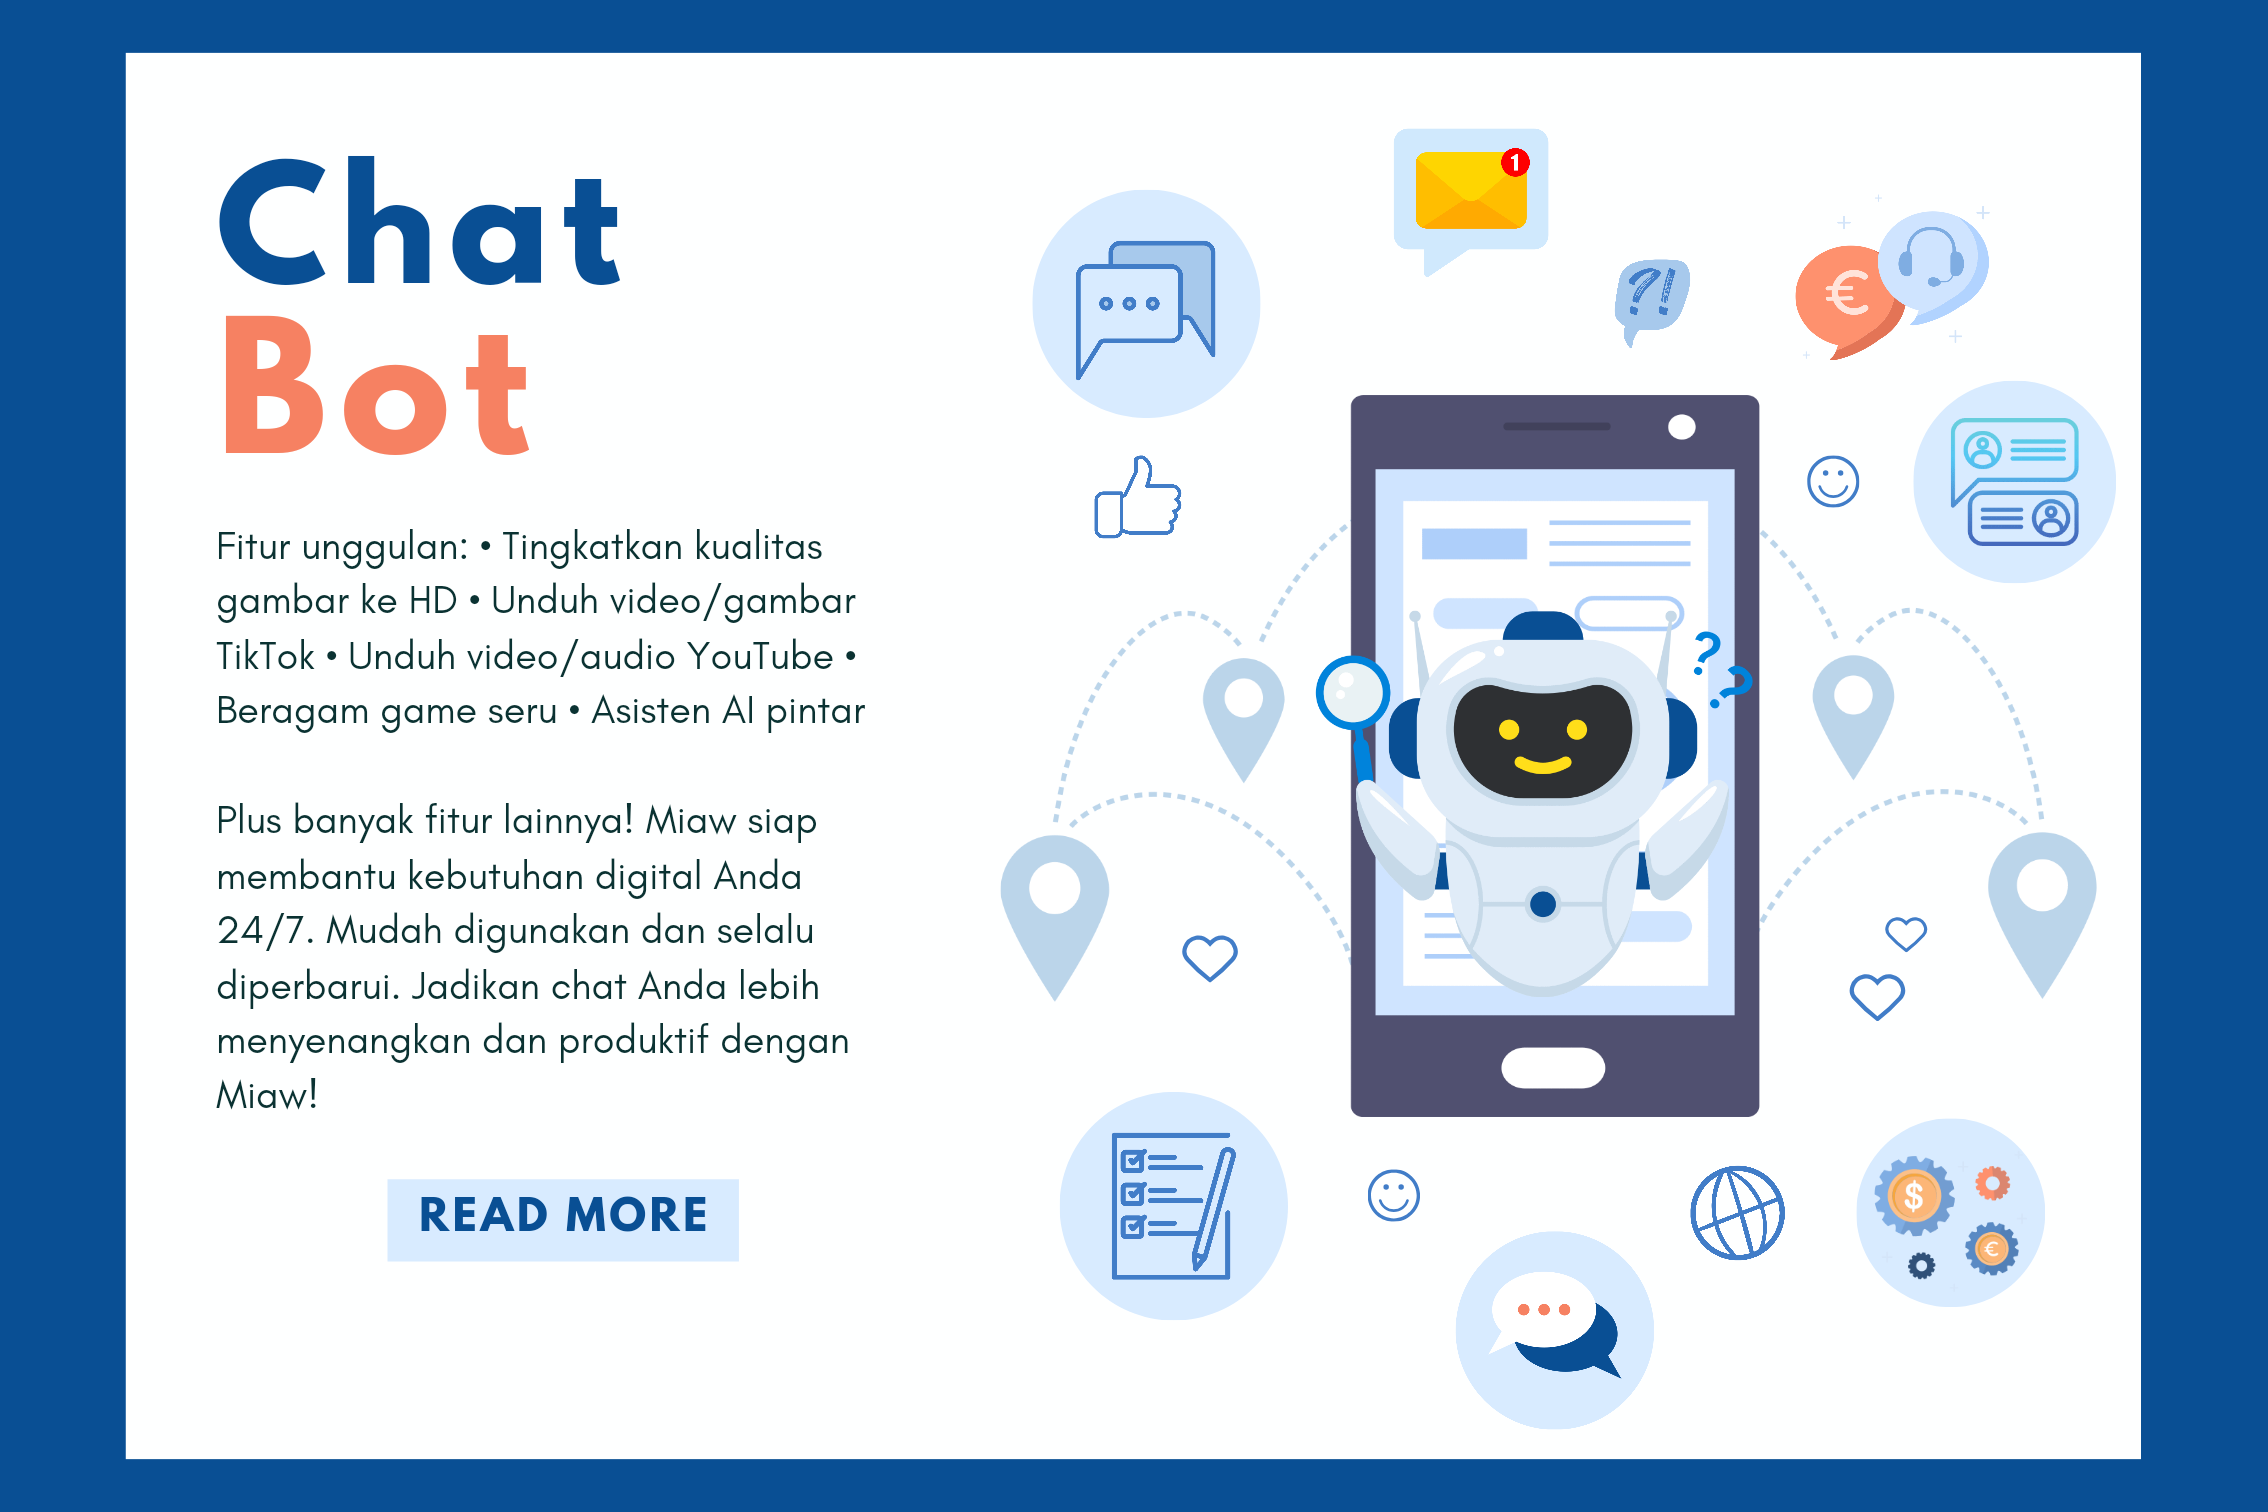 Chat
Bot
Fitur unggulan: • Tingkatkan kualitas
gambar ke HD • Unduh video/gambar
TikTok • Unduh video/audio YouTube •
Beragam game seru • Asisten AI pintar
Plus banyak fitur lainnya! Miaw siap
membantu kebutuhan digital Anda
24/7. Mudah digunakan dan selalu
diperbarui. Jadikan chat Anda lebih
menyenangkan dan produktif dengan
Miaw!
READ MORE
1
?!
€
??
$
€